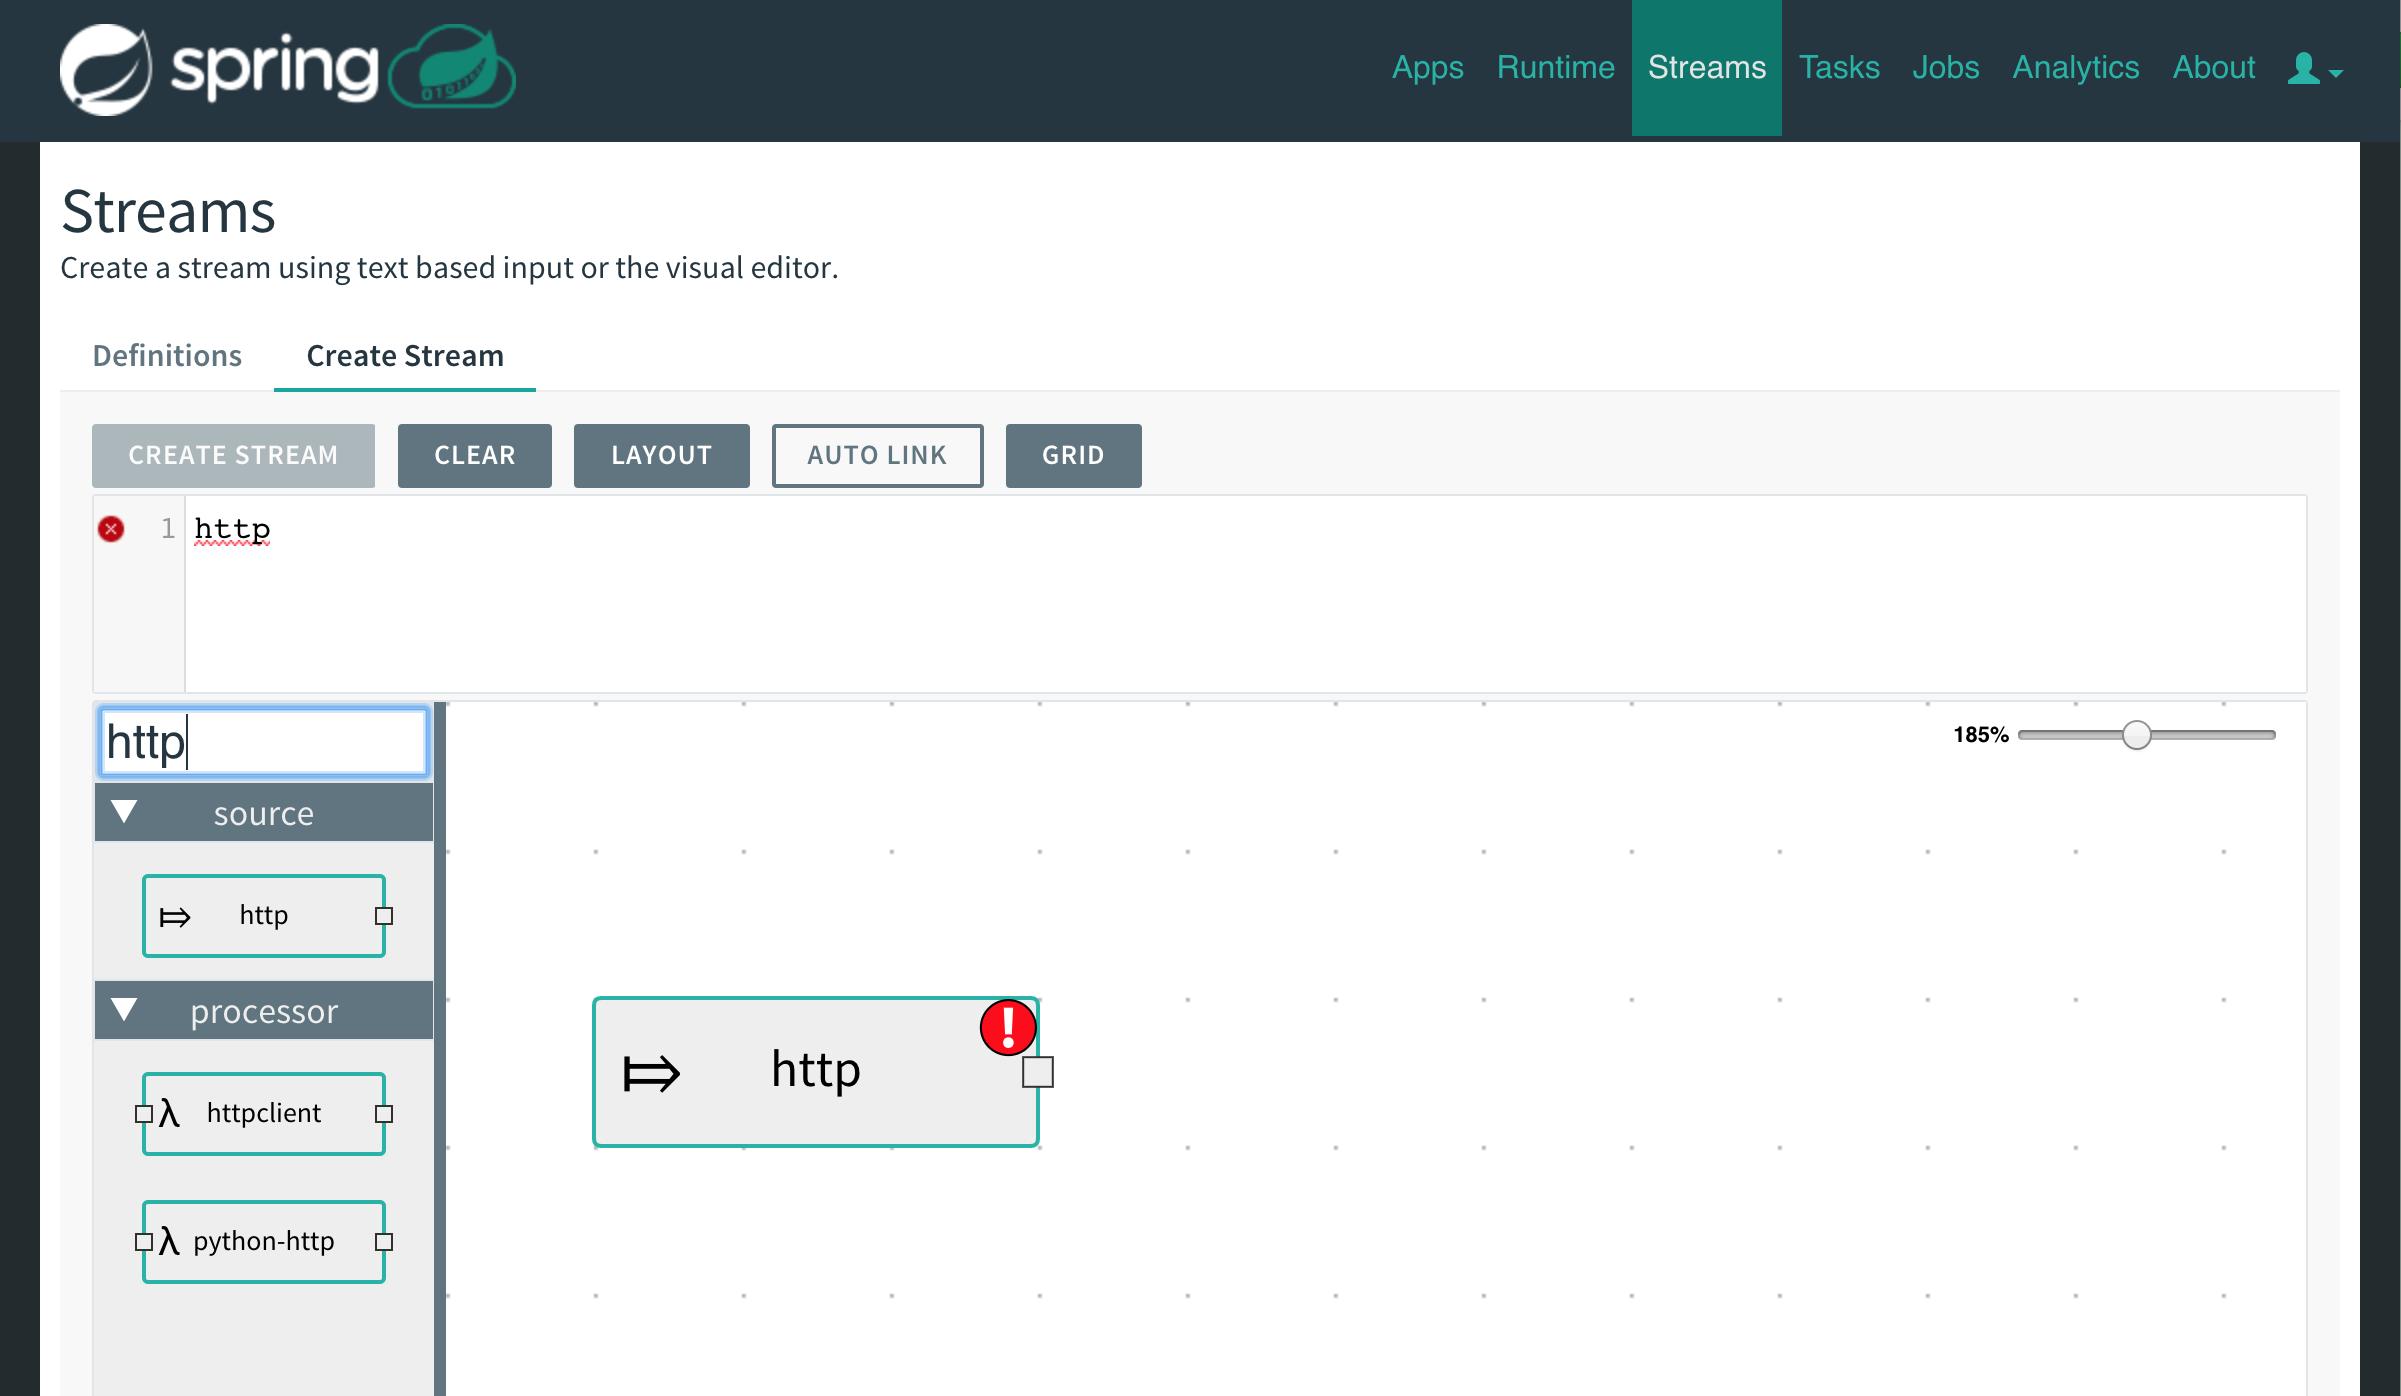 spring
Apps Runtime Streams Tasks Jobs Analytics About
Streams
Create a stream using text based input or the visual editor.
Definitions Create Stream
CREATE STREAM CLEAR LAYOUT AUTO LINK GRID
1 http
http
185%
source
http
processor
httpclient
python-http
http